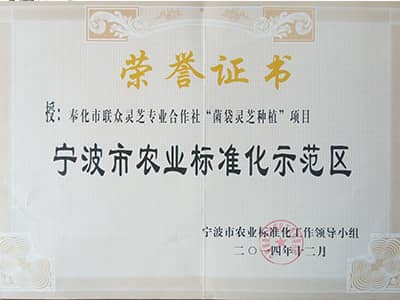 荣誉证书
授：奉化市联众灵芝专业合作社“菌袋灵芝种植”项目
宁波市农业标准化示范区
宁波市农业标准化工作领导小组
二〇一四年十二月